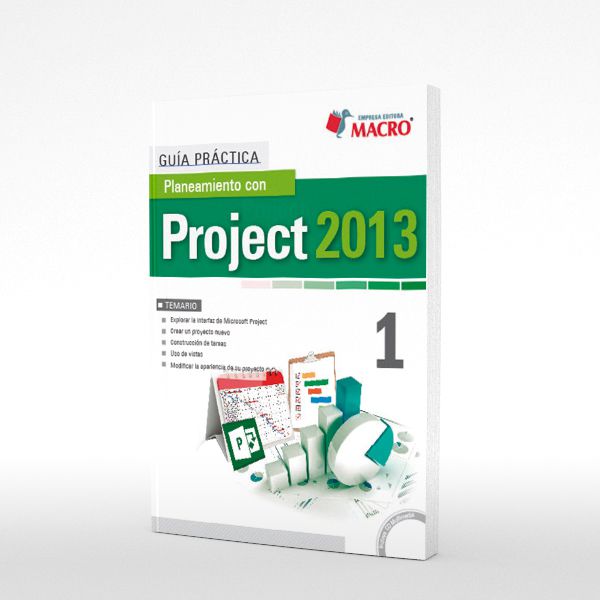 EMPRESA EDITORA
MACRO®
GUÍA PRÁCTICA
Planeamiento con
Project 2013
TEMARIO
Explorar la interfaz de Microsoft Project
Crear un proyecto nuevo
Construcción de tareas
Uso de vistas
Modificar la apariencia de su proyecto
1
P